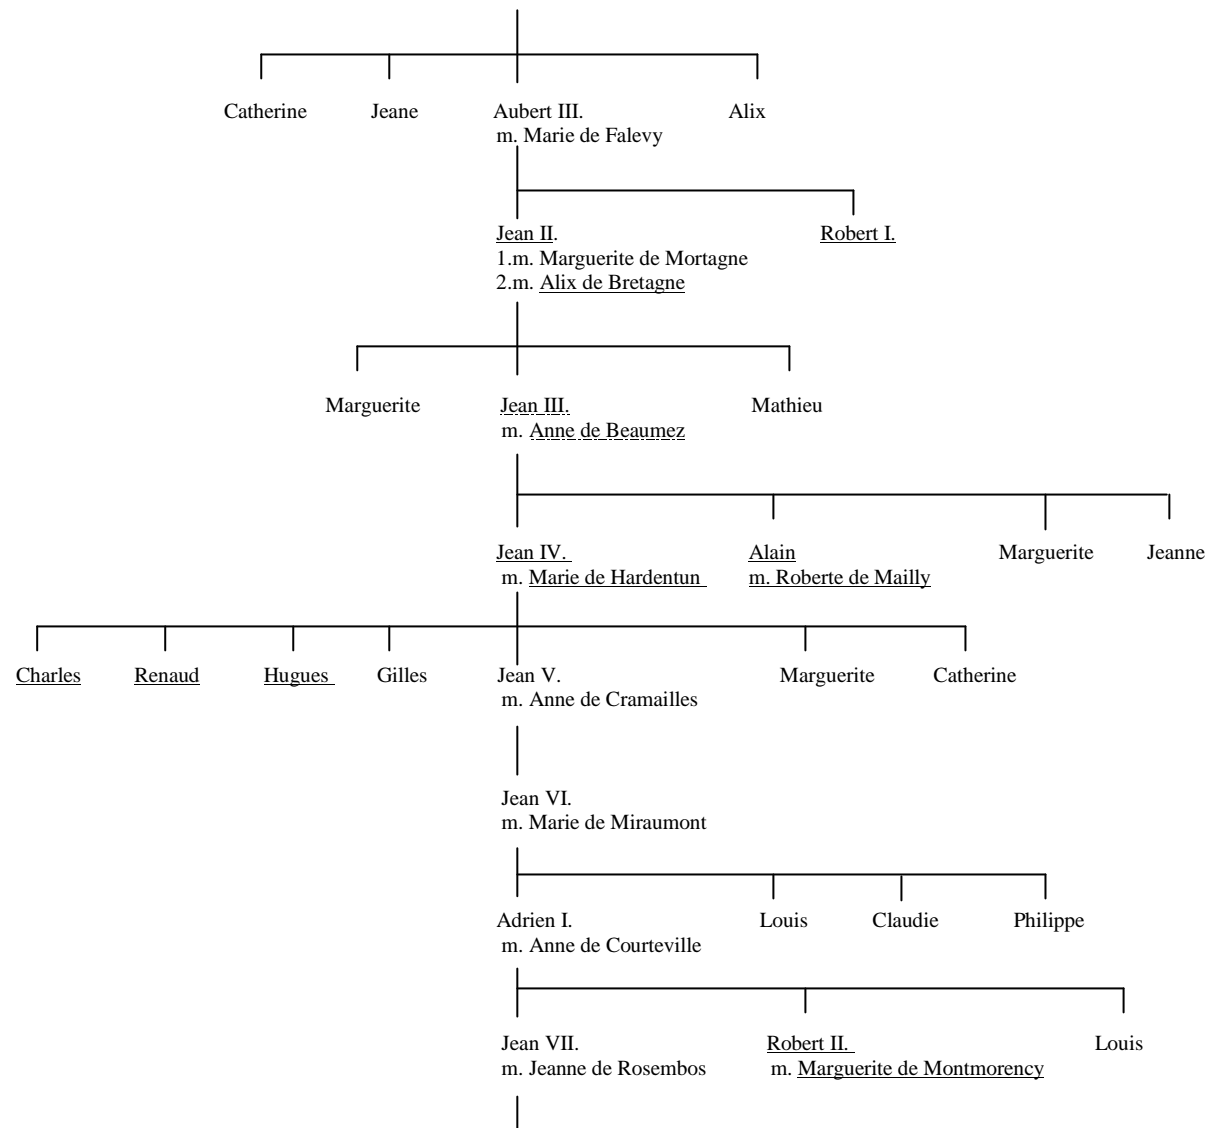 Catherine Jeane Aubert III. Alix
m. Marie de Falevy
Jean II. Robert I.
1.m. Marguerite de Mortagne
2.m. Alix de Bretagne
Marguerite Jean III. Mathieu
m. Anne de Beaumez
Jean IV. Alain Marguerite Jeanne
m. Marie de Hardentun m. Roberte de Mailly
Charles Renaud Hugues Gilles Jean V. Marguerite Catherine
m. Anne de Cramailles
Jean VI.
m. Marie de Miraumont
Adrien I. Louis Claudie Philippe
m. Anne de Courteville
Jean VII. Robert II. Louis
m. Jeanne de Rosembos m. Marguerite de Montmorency